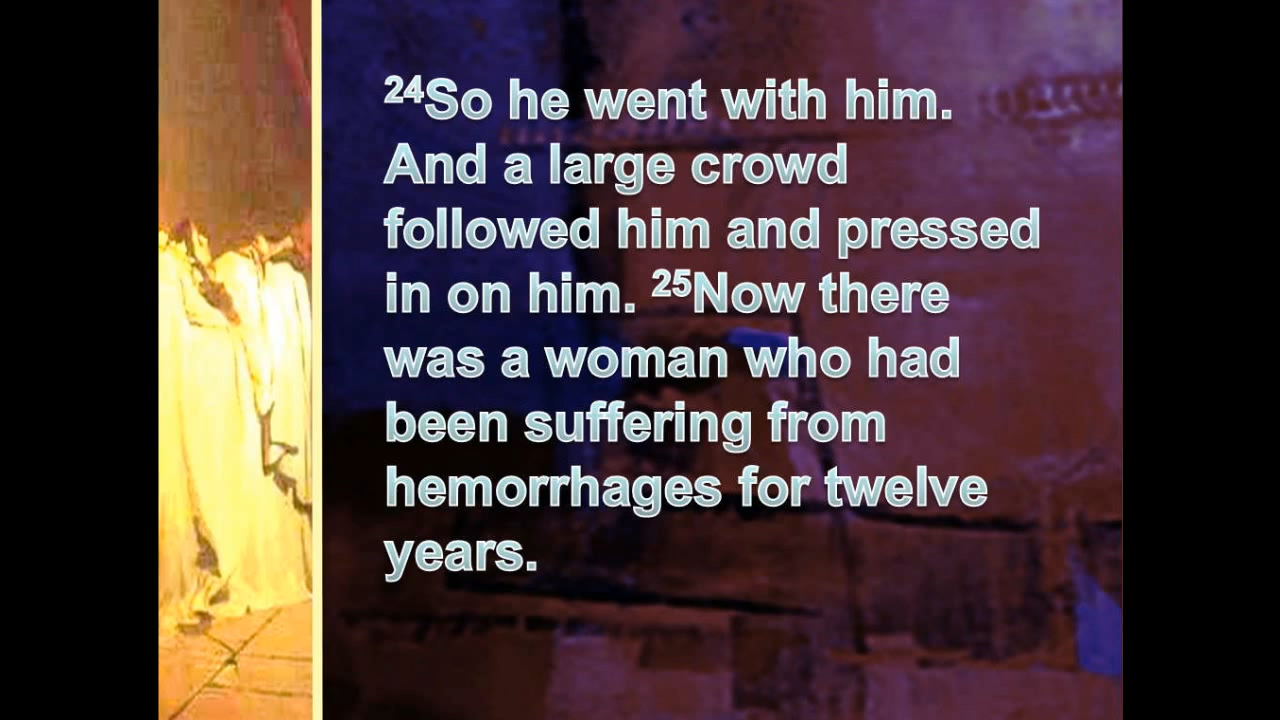 ²⁴So he went with him.
And a large crowd
followed him and pressed
in on him. ²⁵Now there
was a woman who had
been suffering from
hemorrhages for twelve
years.